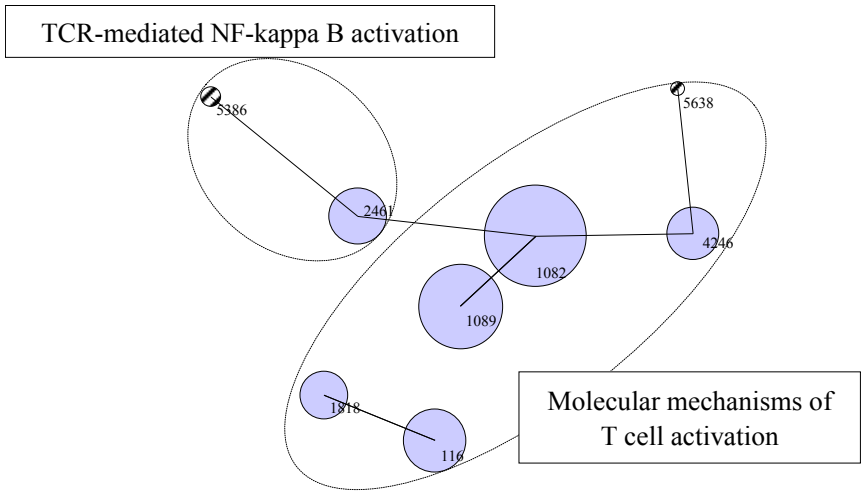 TCR-mediated NF-kappa B activation
5386
5638
2461
4246
1082
1089
1818
116
Molecular mechanisms of
T cell activation